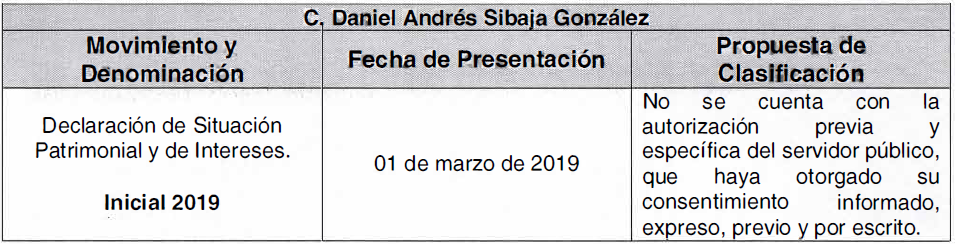 C. Daniel Andrés Sibaja González
Movimiento y
Denominación
Fecha de Presentación
Propuesta de
Clasificación
Declaración de Situación
Patrimonial y de Intereses.
Inicial 2019
01 de marzo de 2019
No se cuenta con la
autorización previa y
específica del servidor público,
que haya otorgado su
consentimiento informado,
expreso, previo y por escrito.